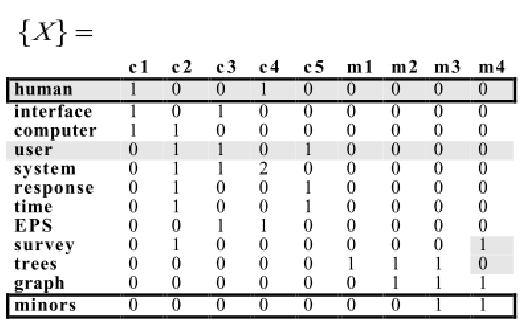 {X} =
c1 c2 c3 c4 c5 m1 m2 m3 m4
human 1 0 0 1 0 0 0 0 0
interface 1 0 1 0 0 0 0 0 0
computer 1 1 0 0 0 0 0 0 0
user 0 1 1 0 1 0 0 0 0
system 0 1 1 2 0 0 0 0 0
response 0 1 0 0 1 0 0 0 0
time 0 1 0 0 1 0 0 0 0
EPS 0 0 1 1 0 0 0 0 0
survey 0 1 0 0 0 0 0 0 1
trees 0 0 0 0 0 1 1 1 0
graph 0 0 0 0 0 0 1 1 1
minors 0 0 0 0 0 0 0 1 1